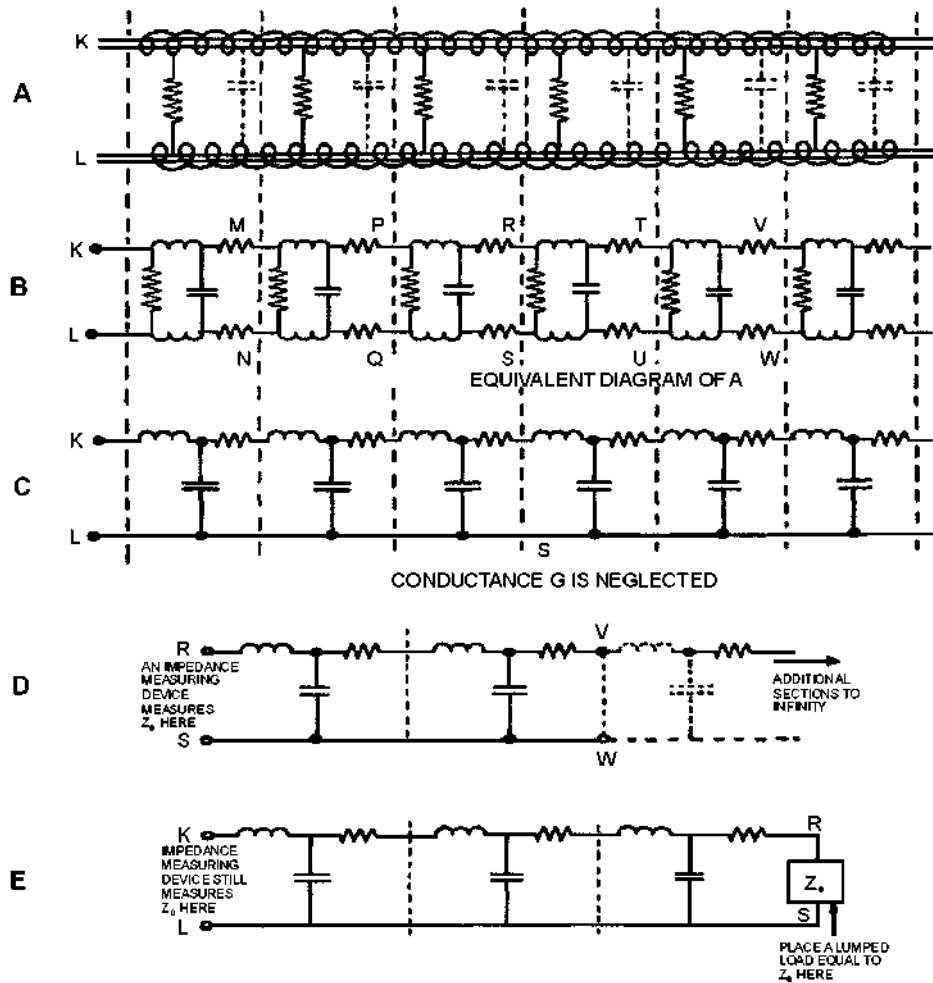 K
A
L
M P R T V
K
B
L
N Q S U W
EQUIVALENT DIAGRAM OF A
K
C
L
S
CONDUCTANCE G IS NEGLECTED
V
R
AN IMPEDANCE
MEASURING
DEVICE
MEASURES
Z₀ HERE
D
ADDITIONAL
SECTIONS TO
INFINITY
S
W
K
R
IMPEDANCE
MEASURING
DEVICE STILL
MEASURES
Z₀ HERE
E
Z₀
L
S
PLACE A LUMPED
LOAD EQUAL TO
Z₀ HERE